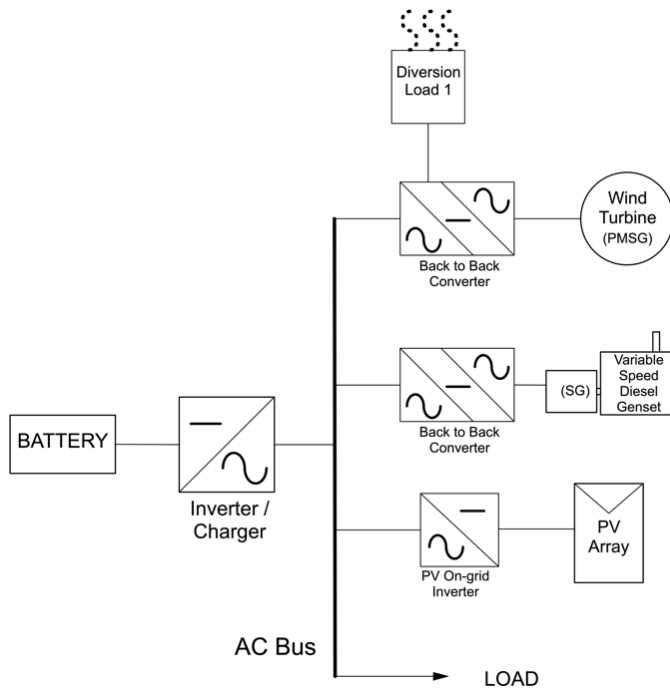 Diversion
Load 1
Wind
Turbine
(PMSG)
Back to Back
Converter
Variable
Speed
Diesel
Genset
(SG)
Back to Back
Converter
BATTERY
Inverter /
Charger
PV
Array
PV On-grid
Inverter
AC Bus
LOAD